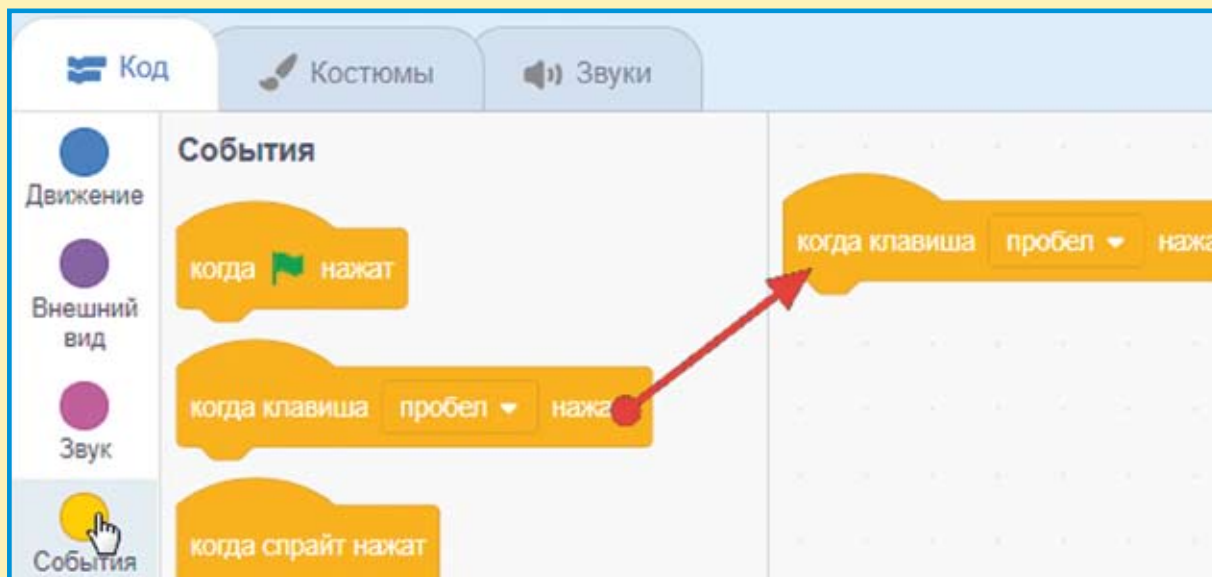 Код
Костюмы
Звуки
Движение
Внешний
вид
Звук
События
События
когда нажат
когда клавиша пробел
когда спрайт нажат
когда клавиша пробел